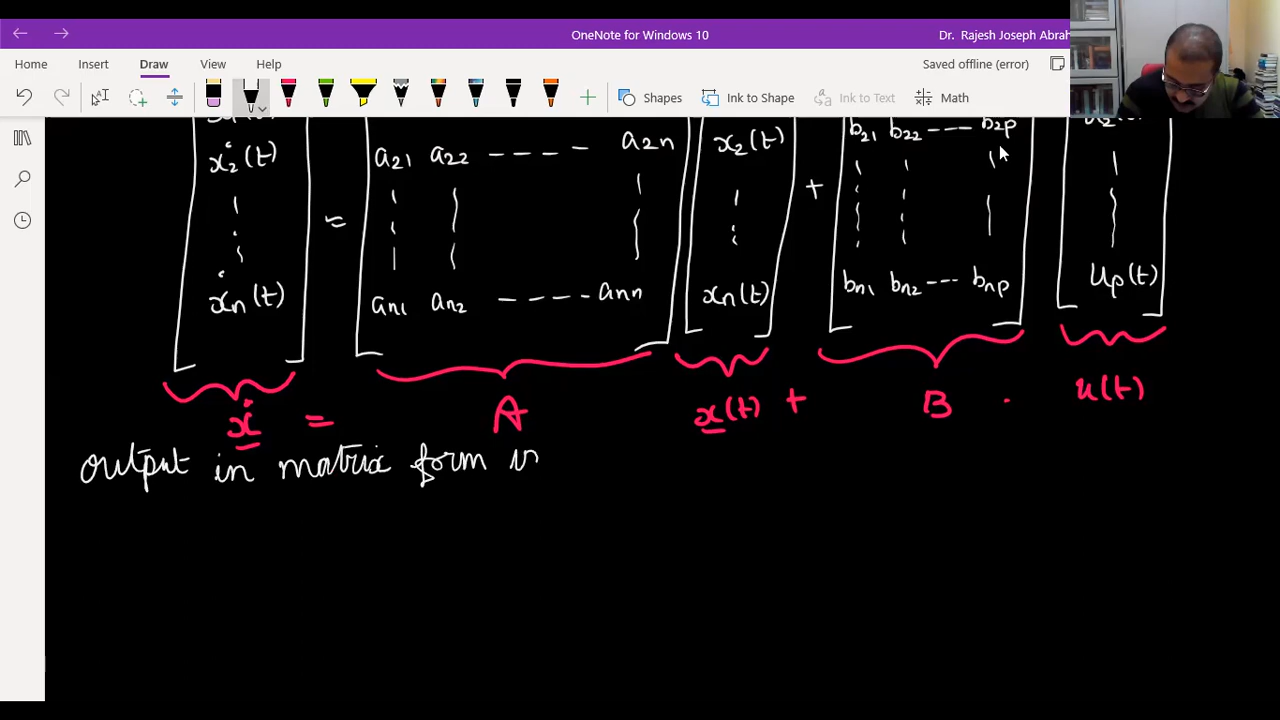 OneNote for Windows 10
Dr. Rajesh Joseph Abrah
Home Insert Draw View Help
Saved offline (error)
Shapes Ink to Shape Ink to Text Math
ẋ2(t) a21 a22 ----- a2n x2(t) b21 b22 --- b2p
= +
ẋn(t) an1 an2 ----- ann xn(t) bn1 bn2 --- bnp up(t)
ẋ = A x(t) + B . u(t)
output in matrix form is